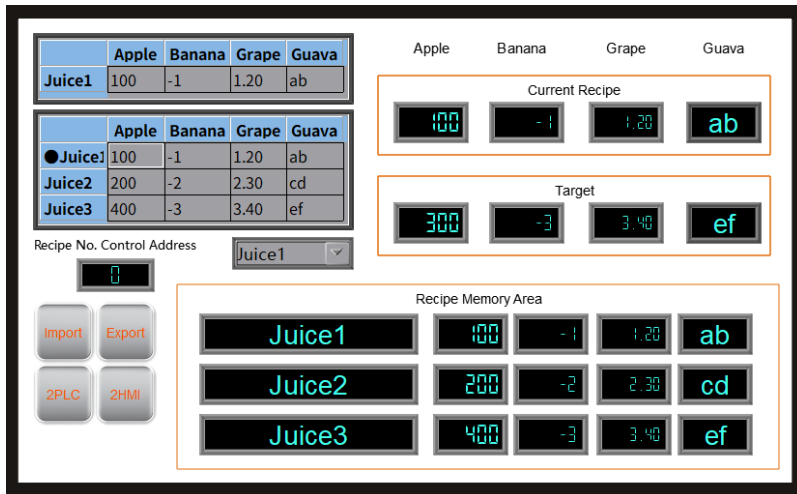 Apple Banana Grape Guava
Juice1 100 -1 1.20 ab
Apple Banana Grape Guava
Juice1 100 -1 1.20 ab
Juice2 200 -2 2.30 cd
Juice3 400 -3 3.40 ef
Recipe No. Control Address
0
Juice1
Import Export
2PLC 2HMI
Apple Banana Grape Guava
Current Recipe
100 -1 1.20 ab
Target
300 -3 3.40 ef
Recipe Memory Area
Juice1 100 -1 1.20 ab
Juice2 200 -2 2.30 cd
Juice3 400 -3 3.40 ef